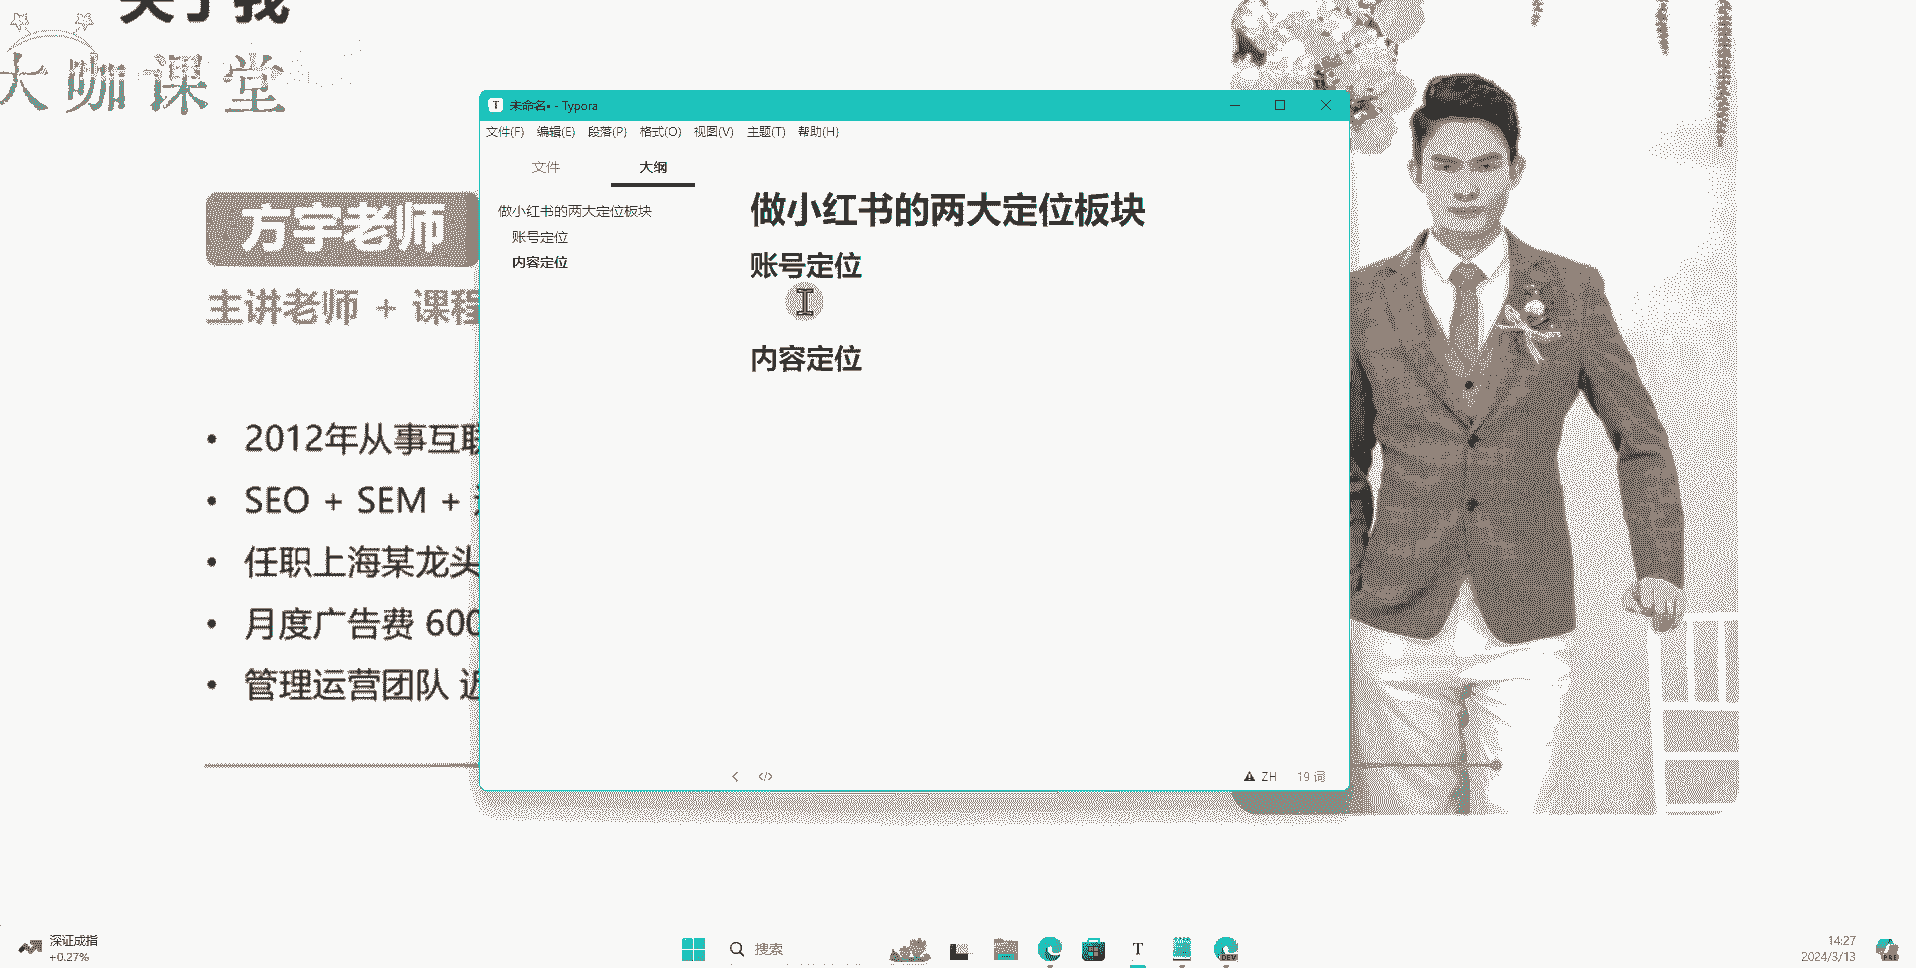 关于我
大咖课堂
方宇老师
主讲老师 + 课程
• 2012年从事互联
• SEO + SEM +
• 任职上海某龙头
• 月度广告费 600
• 管理运营团队 近
未命名• - Typora
文件(F) 编辑(E) 段落(P) 格式(O) 视图(V) 主题(T) 帮助(H)
文件 大纲
做小红书的两大定位板块
账号定位
内容定位
做小红书的两大定位板块
账号定位
内容定位
ZH 19 词
深证成指
+0.27%
搜索
14:27
2024/3/13